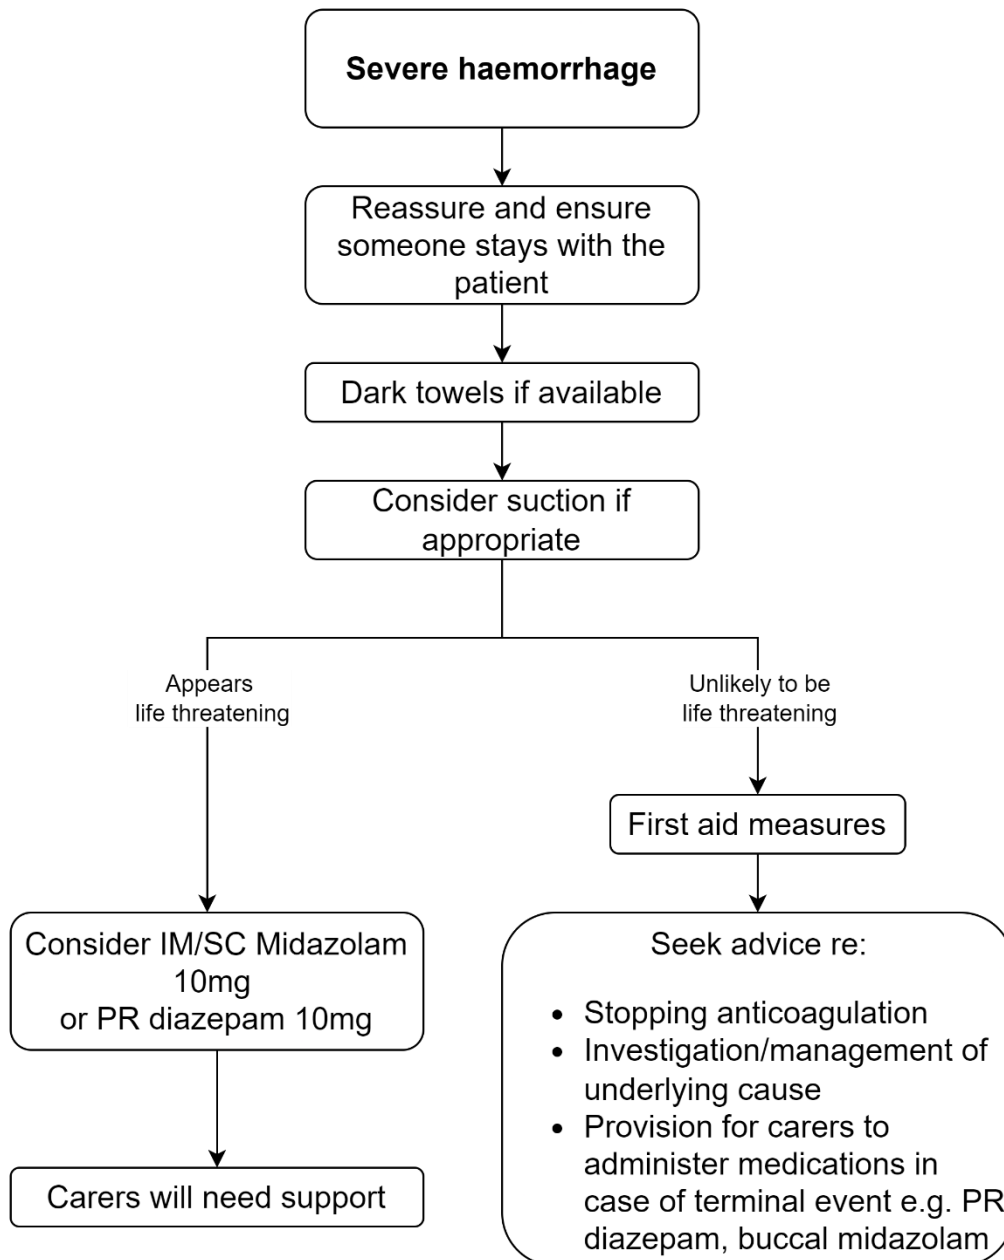 Severe haemorrhage
Reassure and ensure
someone stays with the
patient
Dark towels if available
Consider suction if
appropriate
Appears
life threatening
Unlikely to be
life threatening
First aid measures
Consider IM/SC Midazolam
10mg
or PR diazepam 10mg
Carers will need support
Seek advice re:
• Stopping anticoagulation
• Investigation/management of
underlying cause
• Provision for carers to
administer medications in
case of terminal event e.g. PR
diazepam, buccal midazolam